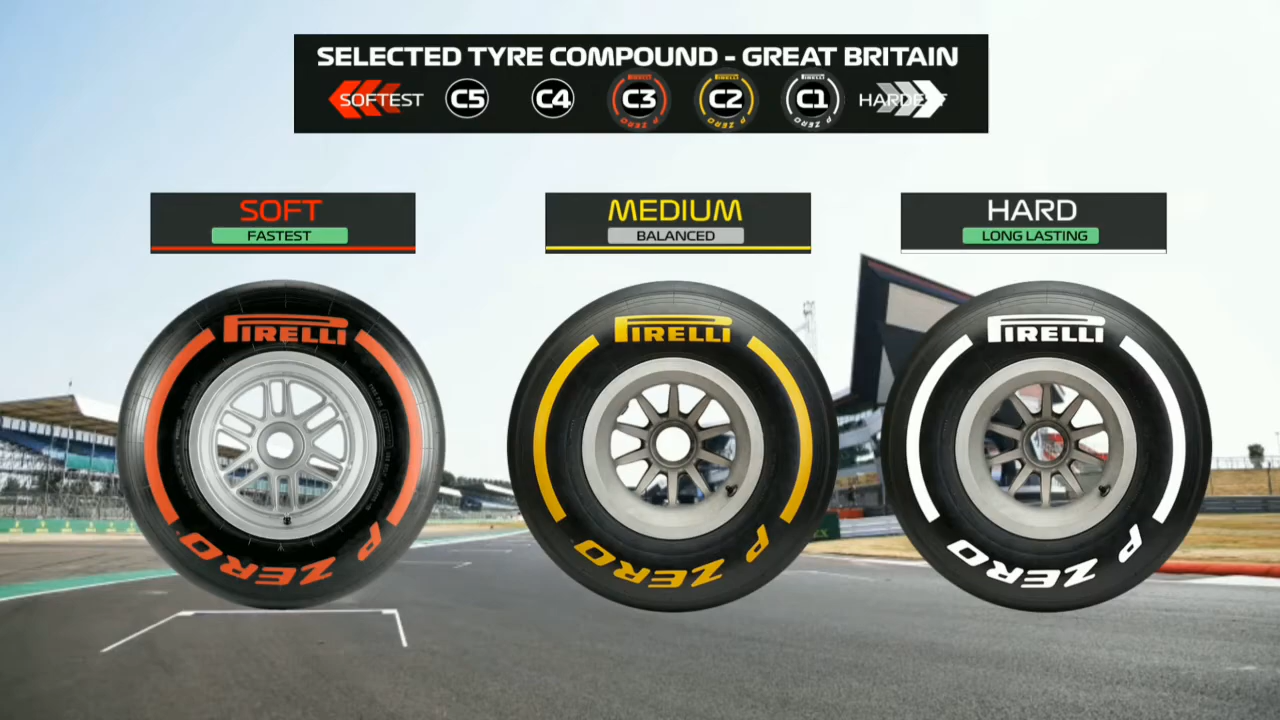 SELECTED TYRE COMPOUND - GREAT BRITAIN
SOFTEST C5 C4 C3 C2 C1 HARDEST
SOFT
FASTEST
MEDIUM
BALANCED
HARD
LONG LASTING
PIRELLI
P ZERO
PIRELLI
P ZERO
PIRELLI
P ZERO